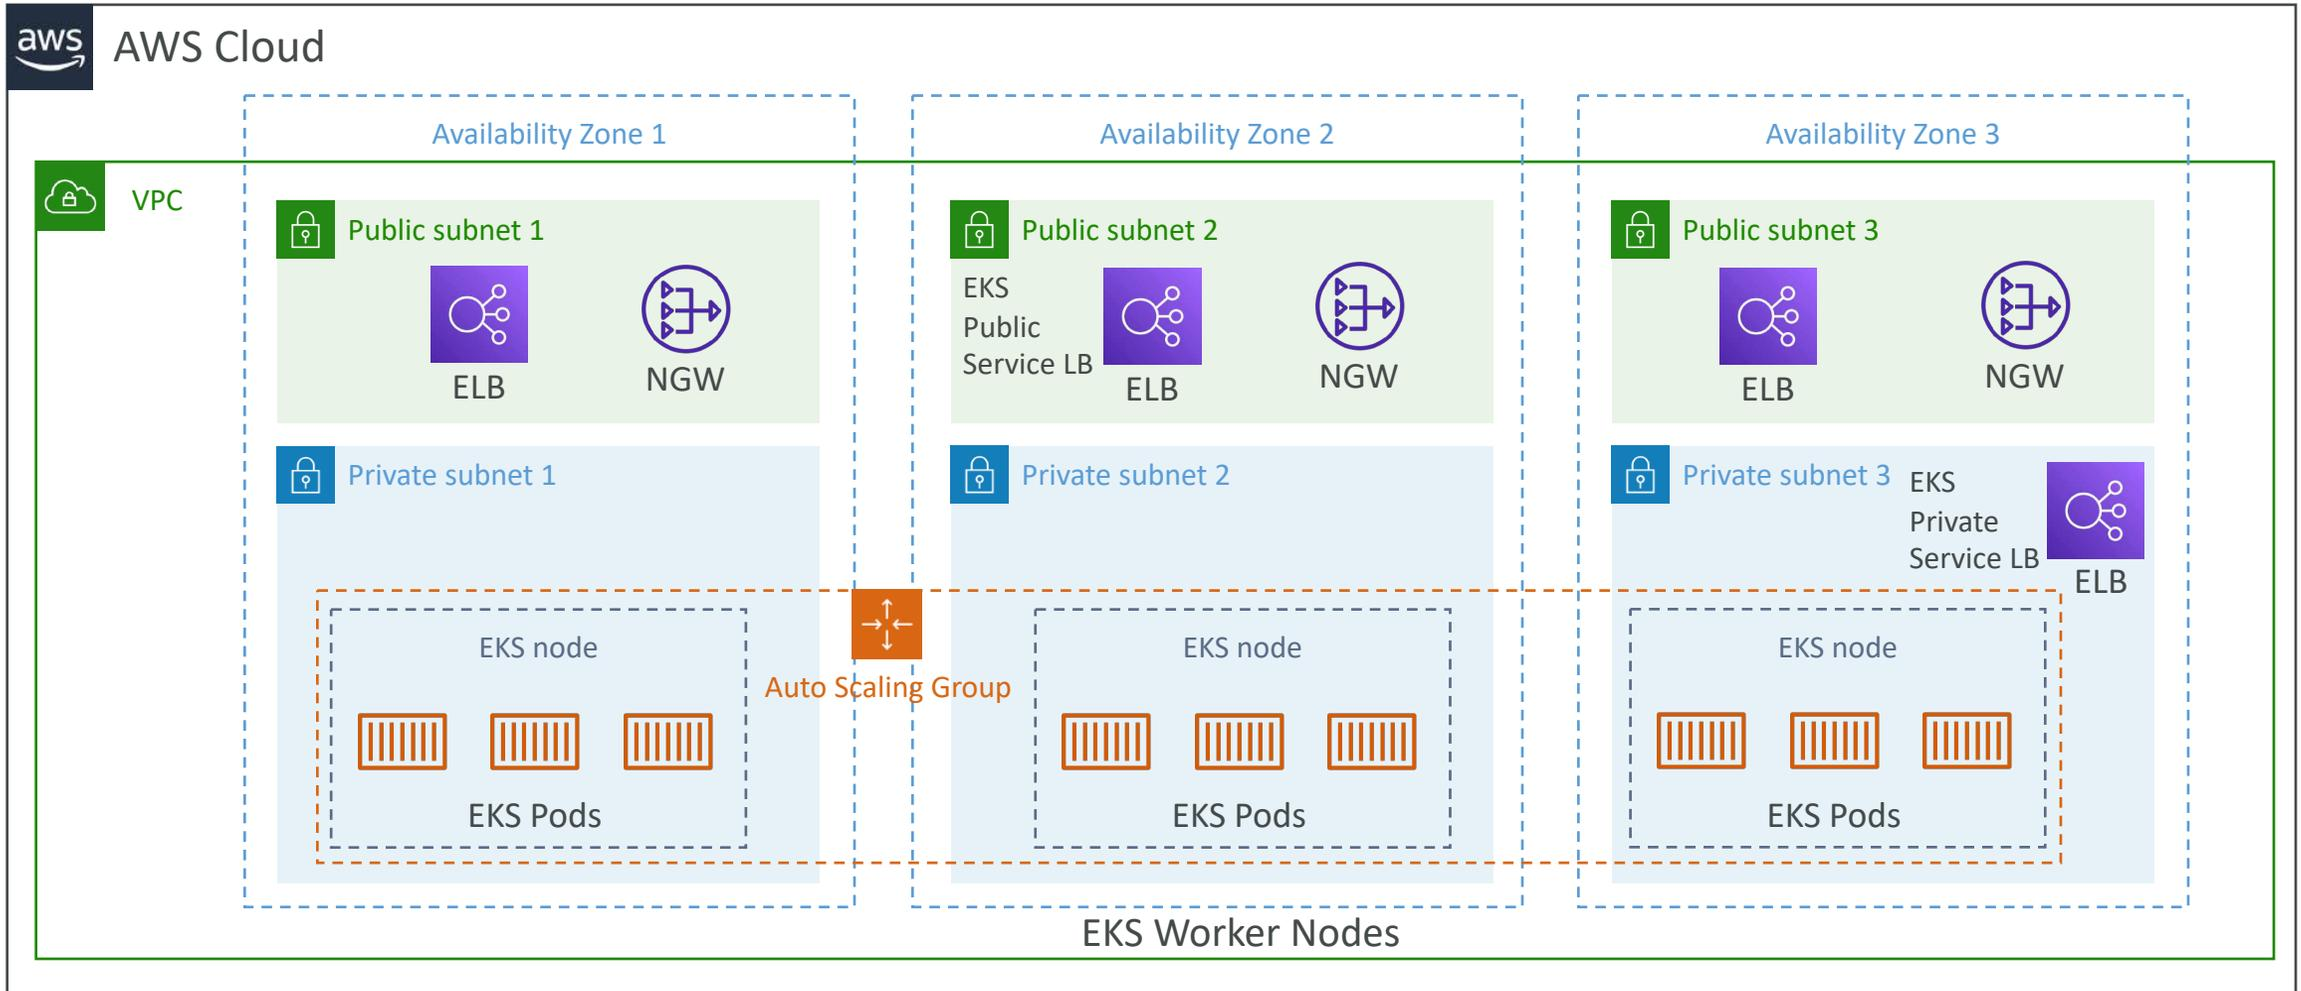 aws
AWS Cloud
Availability Zone 1
Availability Zone 2
Availability Zone 3
VPC
Public subnet 1
ELB
NGW
Public subnet 2
EKS
Public
Service LB
ELB
NGW
Public subnet 3
ELB
NGW
Private subnet 1
Private subnet 2
Private subnet 3
EKS
Private
Service LB
ELB
EKS node
EKS Pods
Auto Scaling Group
EKS node
EKS Pods
EKS node
EKS Pods
EKS Worker Nodes